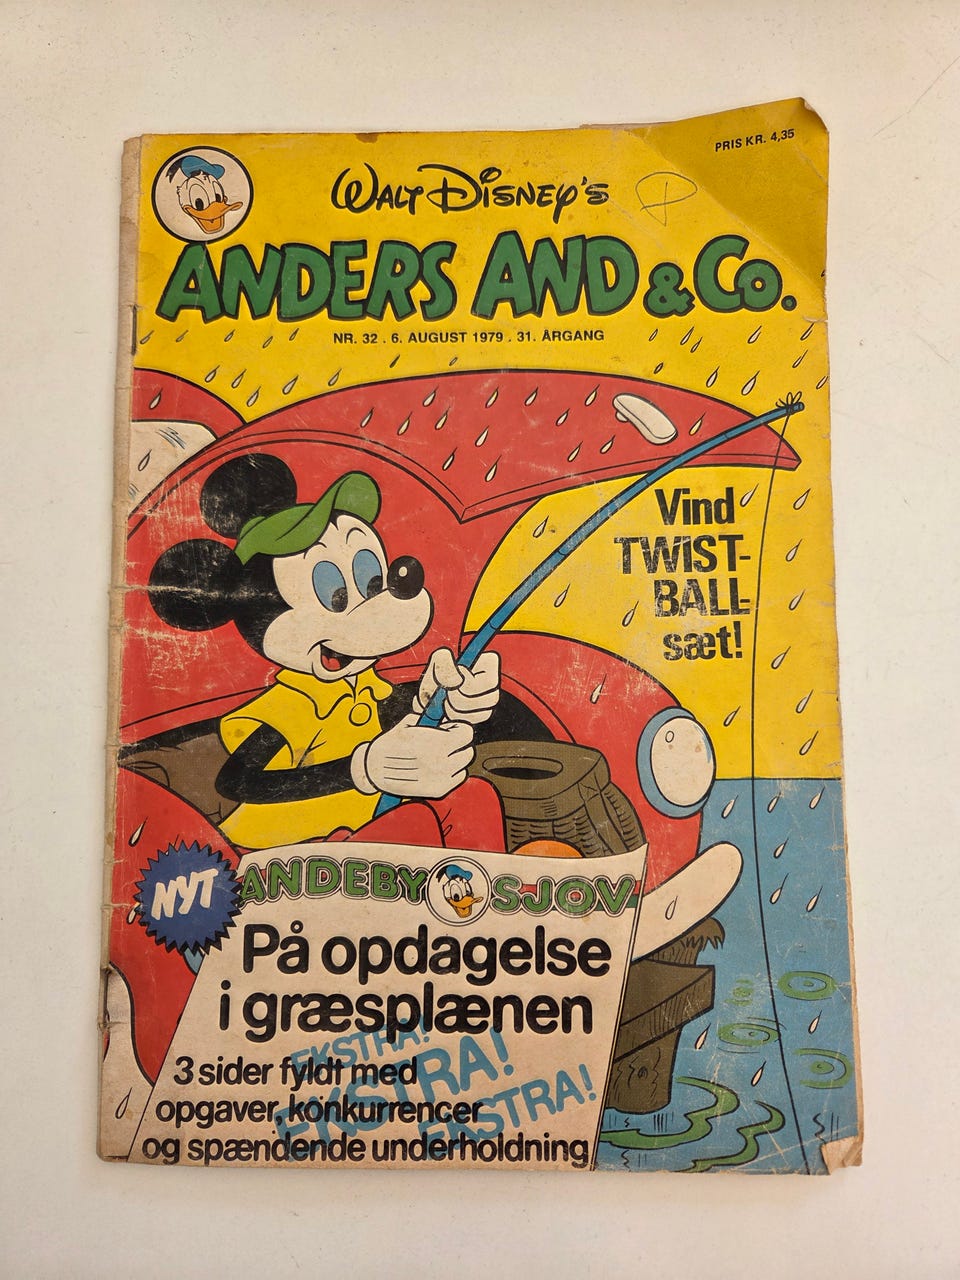 PRIS KR. 4,35
WALT DISNEY'S
ANDERS AND & CO.
NR. 32 . 6. AUGUST 1979 . 31. ÅRGANG
Vind
TWIST-
BALL-
sæt!
NYT
ANDEBY SJOV
På opdagelse
i græsplænen
EKSTRA!
EKSTRA!
EKSTRA!
3 sider fyldt med
opgaver, konkurrencer
og spændende underholdning